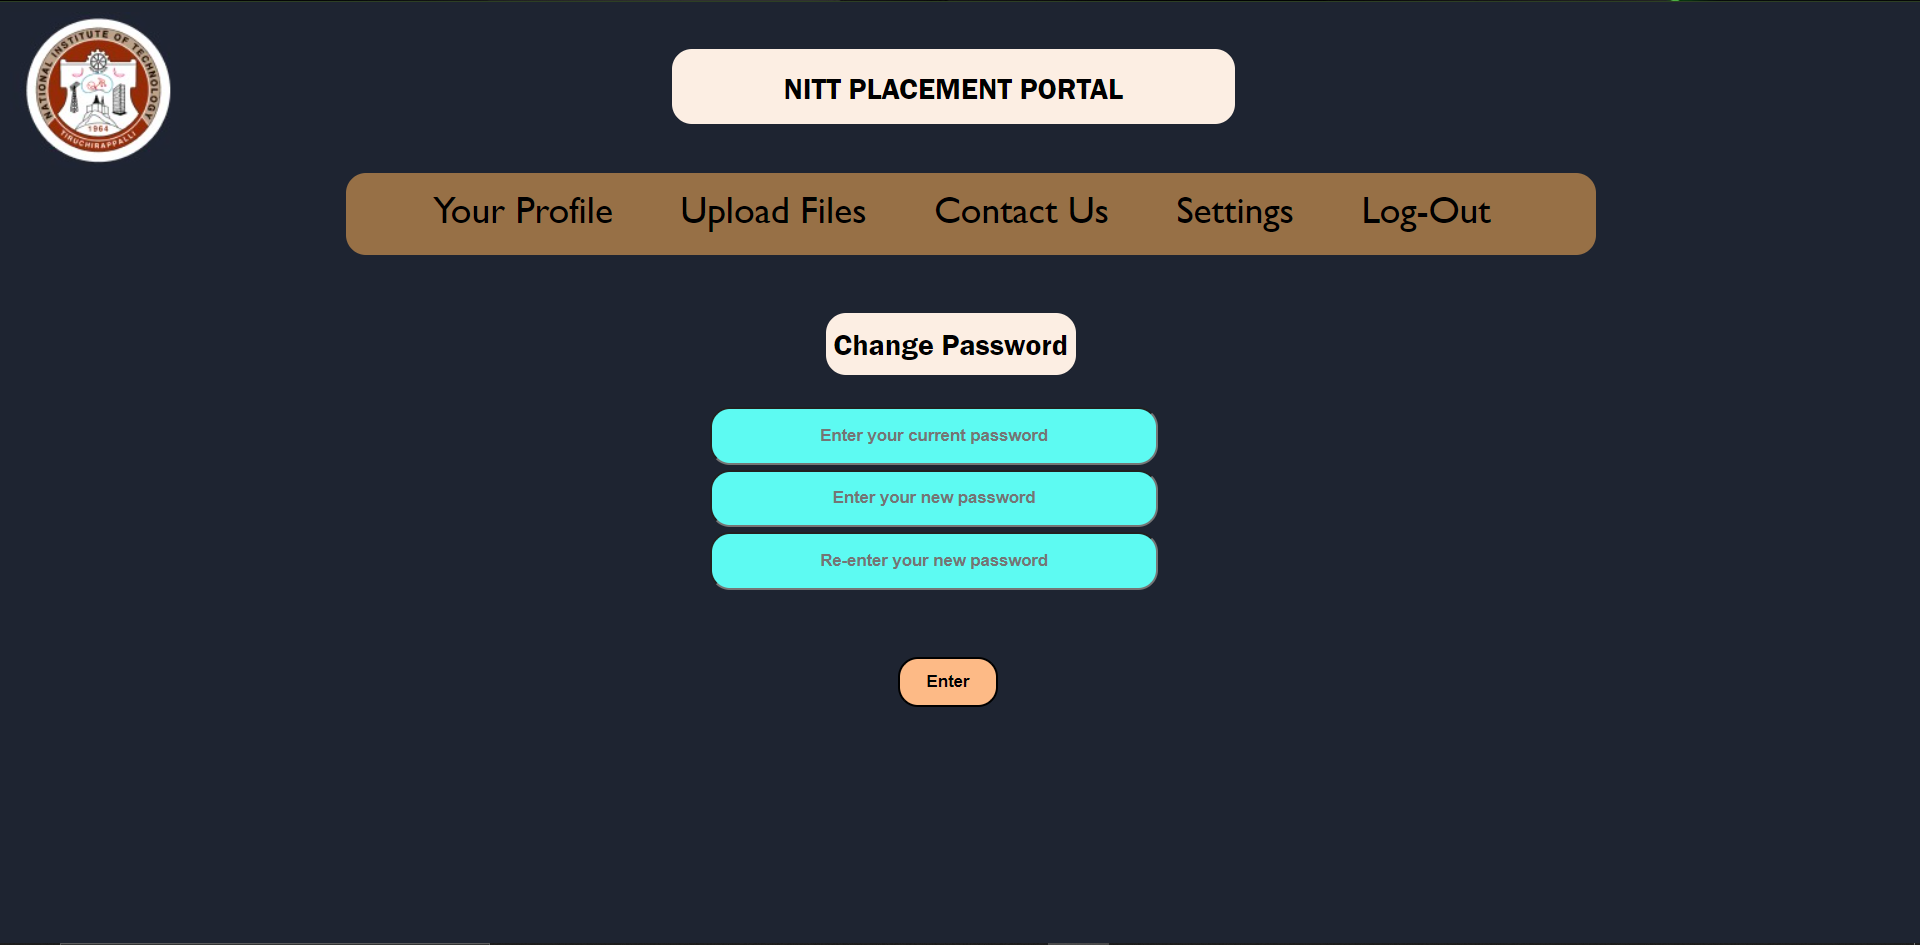 NATIONAL INSTITUTE OF TECHNOLOGY
1964
TIRUCHIRAPPALLI
NITT PLACEMENT PORTAL
Your Profile Upload Files Contact Us Settings Log-Out
Change Password
Enter your current password
Enter your new password
Re-enter your new password
Enter